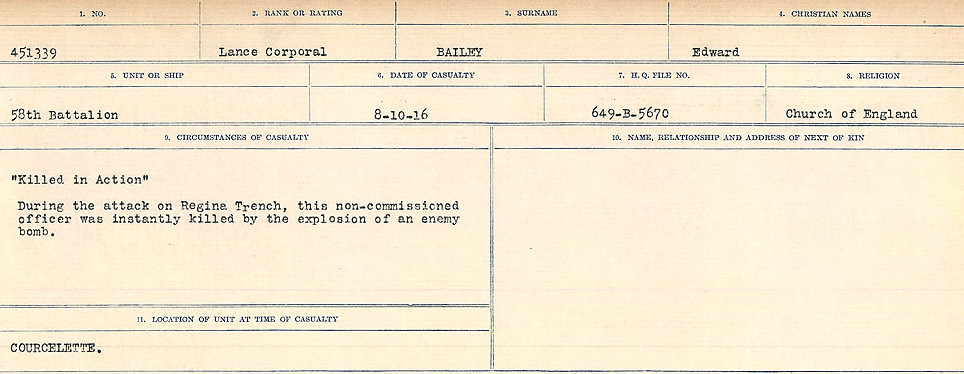 1. NO. 2. RANK OR RATING 3. SURNAME 4. CHRISTIAN NAMES
451339 Lance Corporal BAILEY Edward
5. UNIT OR SHIP 6. DATE OF CASUALTY 7. H. Q. FILE NO. 8. RELIGION
58th Battalion 8-10-16 649-B-5670 Church of England
9. CIRCUMSTANCES OF CASUALTY 10. NAME, RELATIONSHIP AND ADDRESS OF NEXT OF KIN
"Killed in Action"
During the attack on Regina Trench, this non-commissioned
officer was instantly killed by the explosion of an enemy
bomb.
11. LOCATION OF UNIT AT TIME OF CASUALTY
COURCELETTE.